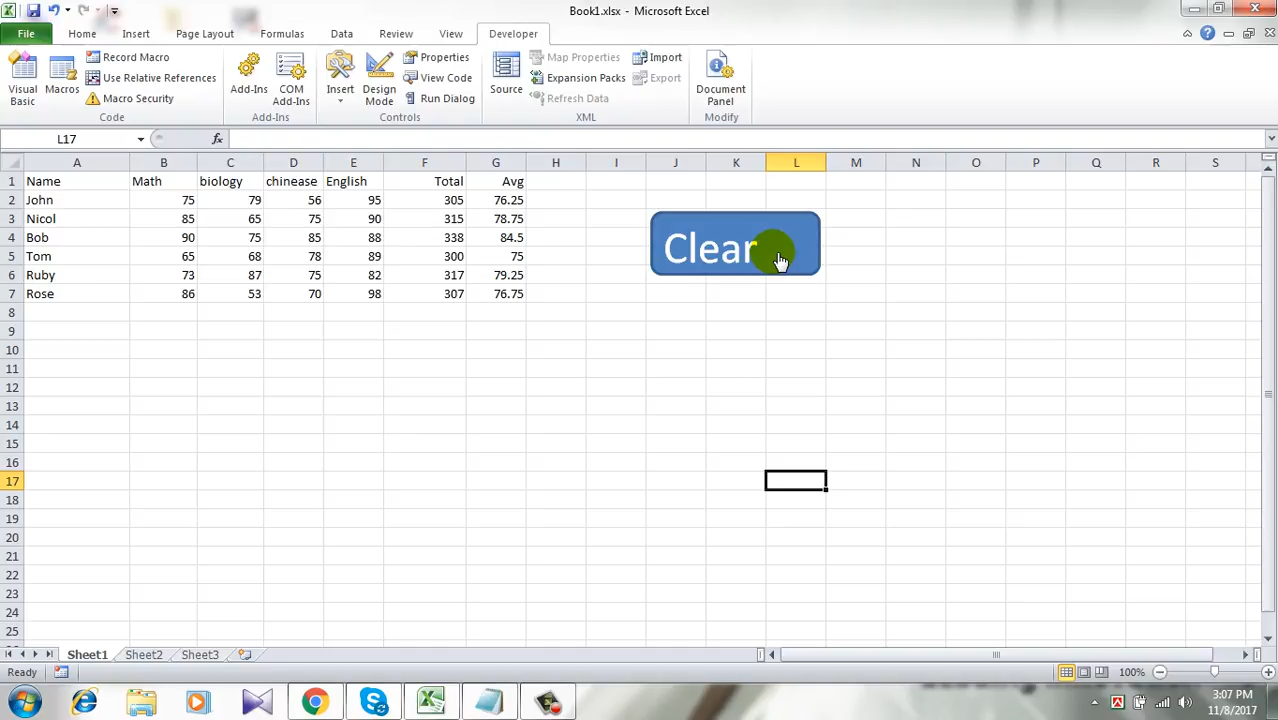 Book1.xlsx - Microsoft Excel
File Home Insert Page Layout Formulas Data Review View Developer
Visual Basic
Macros
Record Macro
Use Relative References
Macro Security
Code
Add-Ins
COM Add-Ins
Add-Ins
Insert
Design Mode
Properties
View Code
Run Dialog
Controls
Source
Map Properties
Expansion Packs
Refresh Data
Import
Export
XML
Document Panel
Modify
L17 fx
A B C D E F G H I J K L M N O P Q R S
1 Name Math biology chinease English Total Avg
2 John 75 79 56 95 305 76.25
3 Nicol 85 65 75 90 315 78.75
4 Bob 90 75 85 88 338 84.5
5 Tom 65 68 78 89 300 75
6 Ruby 73 87 75 82 317 79.25
7 Rose 86 53 70 98 307 76.75
Clear
8
9
10
11
12
13
14
15
16
17
18
19
20
21
22
23
24
25
Sheet1 Sheet2 Sheet3
Ready 100%
3:07 PM
11/8/2017